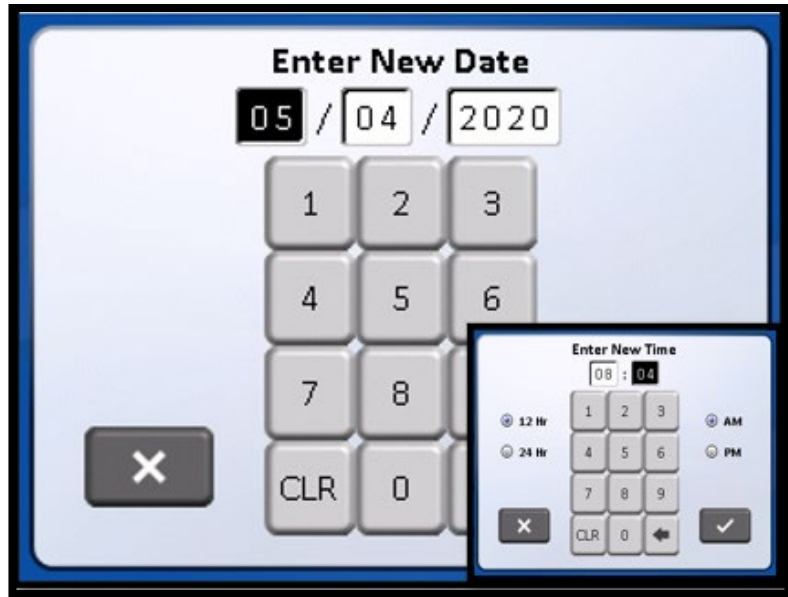 Enter New Date
05 / 04 / 2020
1 2 3
4 5 6
7 8
CLR 0
Enter New Time
08 : 04
1 2 3
12 Hr AM
24 Hr 4 5 6 PM
7 8 9
CLR 0